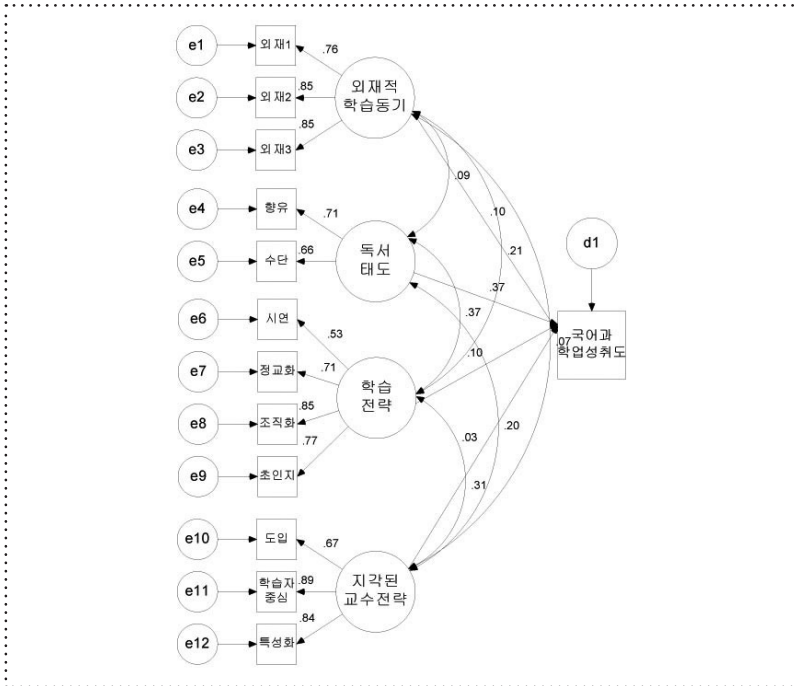 e1
외재1
.76
외재적
학습동기
e2
외재2
.85
e3
외재3
.85
e4
향유
.71
.09
.10
.21
d1
e5
수단
.66
독서
태도
.37
.37
e6
시연
.53
.10
.07
국어과
학업성취도
e7
정교화
.71
학습
전략
e8
조직화
.85
.77
.03
.20
e9
초인지
.31
e10
도입
.67
e11
학습자
중심
.89
지각된
교수전략
e12
특성화
.84